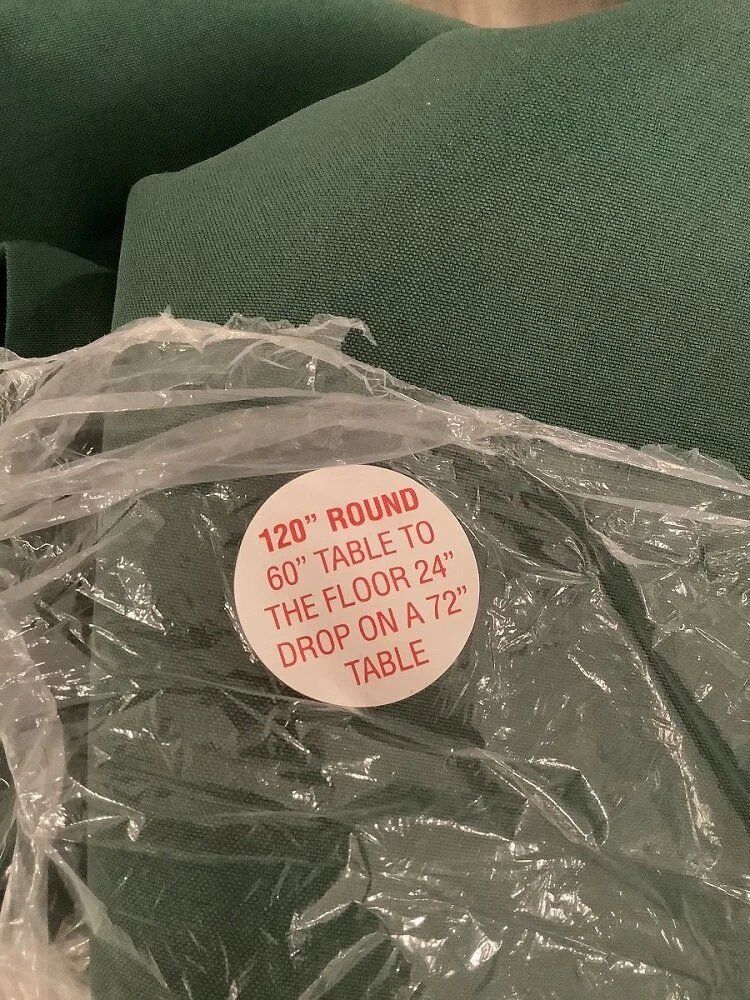 120” ROUND
60” TABLE TO
THE FLOOR 24”
DROP ON A 72”
TABLE